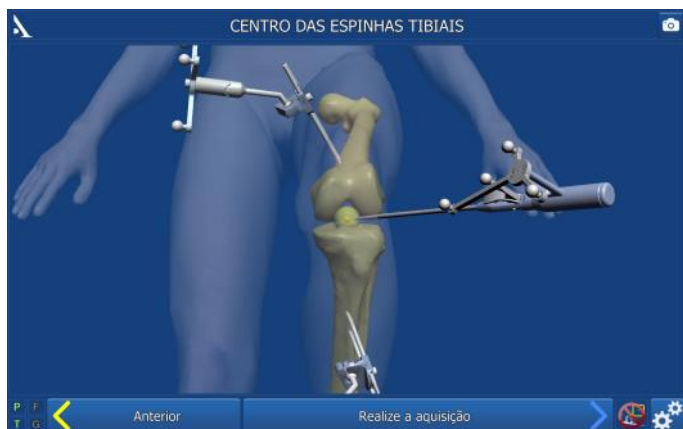 CENTRO DAS ESPINHAS TIBIAIS
P F
T G
Anterior
Realize a aquisição